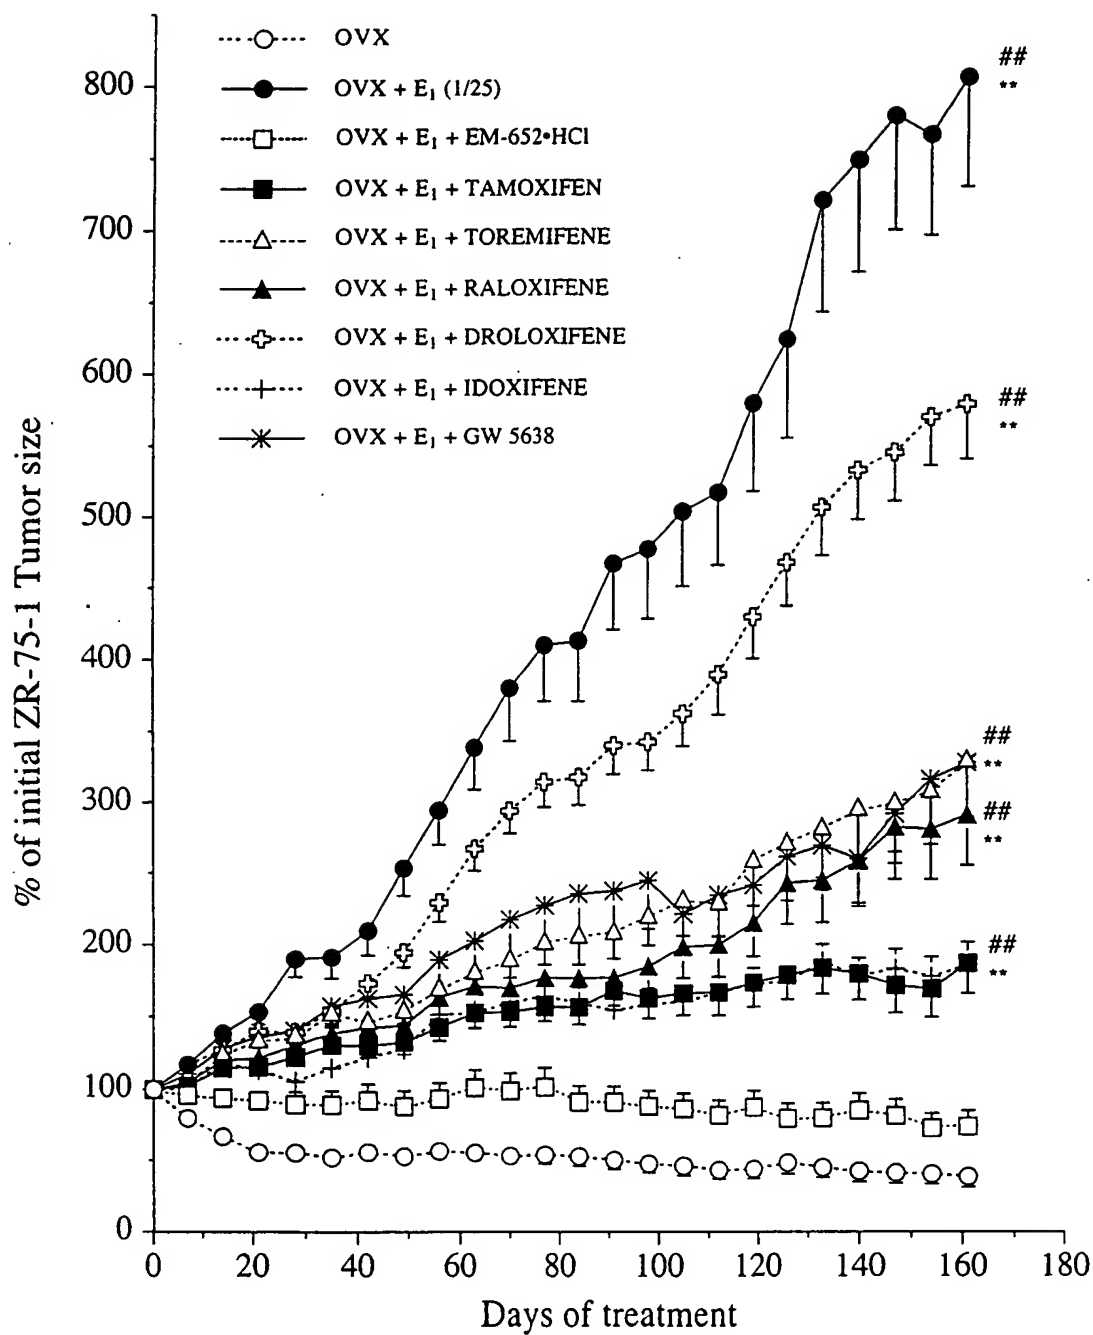 OVX
OVX + E₁ (1/25)
OVX + E₁ + EM-652•HCl
OVX + E₁ + TAMOXIFEN
OVX + E₁ + TOREMIFENE
OVX + E₁ + RALOXIFENE
OVX + E₁ + DROLOXIFENE
OVX + E₁ + IDOXIFENE
OVX + E₁ + GW 5638
% of initial ZR-75-1 Tumor size
800
700
600
500
400
300
200
100
0
##
**
##
**
##
**
##
**
##
**
0 20 40 60 80 100 120 140 160 180
Days of treatment